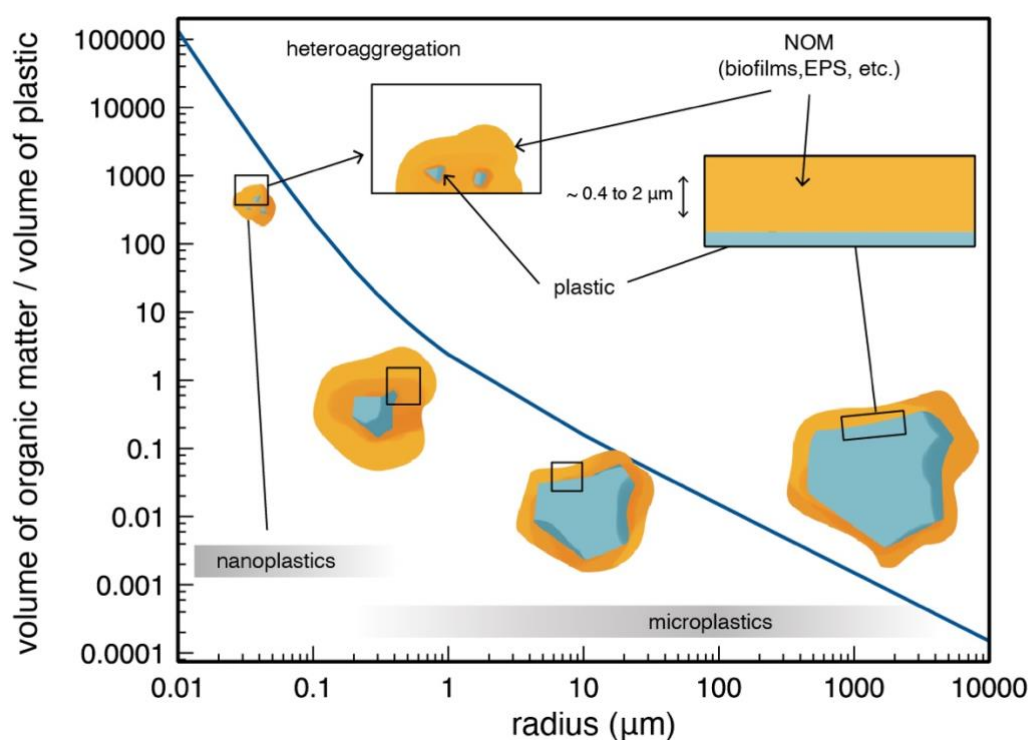 volume of organic matter / volume of plastic
100000
10000
1000
100
10
1
0.1
0.01
0.001
0.0001
heteroaggregation
NOM
(biofilms,EPS, etc.)
~ 0.4 to 2 µm
plastic
nanoplastics
microplastics
0.01
0.1
1
10
100
1000
10000
radius (µm)